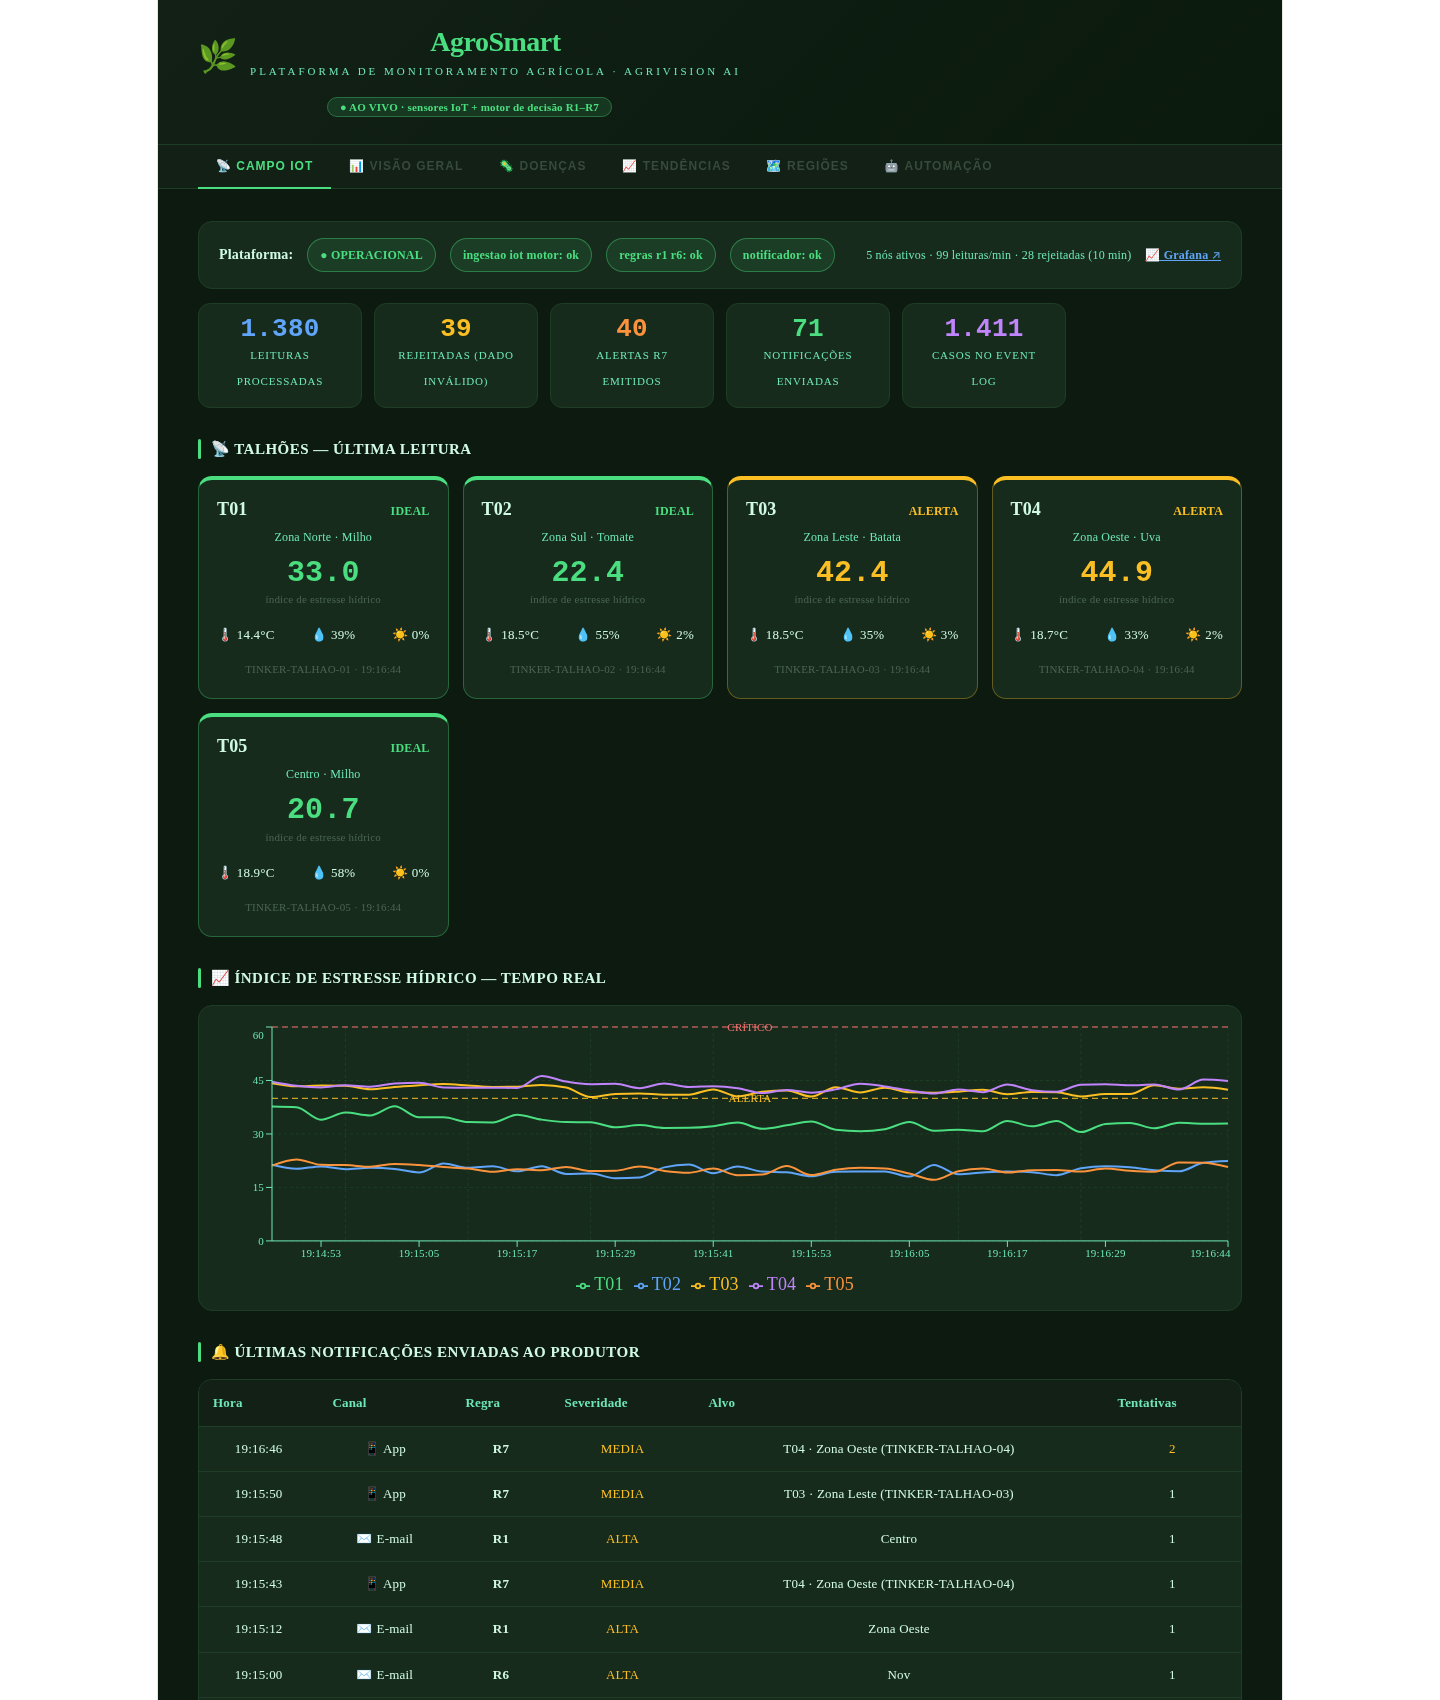 AgroSmart
PLATAFORMA DE MONITORAMENTO AGRÍCOLA · AGRIVISION AI
● AO VIVO · sensores IoT + motor de decisão R1–R7
📡 CAMPO IOT 📊 VISÃO GERAL 🦠 DOENÇAS 📈 TENDÊNCIAS 🗺️ REGIÕES 🤖 AUTOMAÇÃO
Plataforma: ● OPERACIONAL ingestao iot motor: ok regras r1 r6: ok notificador: ok 5 nós ativos · 99 leituras/min · 28 rejeitadas (10 min) 📈 Grafana ↗
1.380 39 40 71 1.411
LEITURAS REJEITADAS (DADO ALERTAS R7 NOTIFICAÇÕES CASOS NO EVENT
PROCESSADAS INVÁLIDO) EMITIDOS ENVIADAS LOG
📡 TALHÕES — ÚLTIMA LEITURA
T01 IDEAL T02 IDEAL T03 ALERTA T04 ALERTA
Zona Norte · Milho Zona Sul · Tomate Zona Leste · Batata Zona Oeste · Uva
33.0 22.4 42.4 44.9
índice de estresse hídrico índice de estresse hídrico índice de estresse hídrico índice de estresse hídrico
🌡️ 14.4°C 💧 39% ☀️ 0% 🌡️ 18.5°C 💧 55% ☀️ 2% 🌡️ 18.5°C 💧 35% ☀️ 3% 🌡️ 18.7°C 💧 33% ☀️ 2%
TINKER-TALHAO-01 · 19:16:44 TINKER-TALHAO-02 · 19:16:44 TINKER-TALHAO-03 · 19:16:44 TINKER-TALHAO-04 · 19:16:44
T05 IDEAL
Centro · Milho
20.7
índice de estresse hídrico
🌡️ 18.9°C 💧 58% ☀️ 0%
TINKER-TALHAO-05 · 19:16:44
📈 ÍNDICE DE ESTRESSE HÍDRICO — TEMPO REAL
CRÍTICO
60
45
ALERTA
30
15
0
19:14:53 19:15:05 19:15:17 19:15:29 19:15:41 19:15:53 19:16:05 19:16:17 19:16:29 19:16:44
T01 T02 T03 T04 T05
🔔 ÚLTIMAS NOTIFICAÇÕES ENVIADAS AO PRODUTOR
Hora Canal Regra Severidade Alvo Tentativas
19:16:46 📱 App R7 MEDIA T04 · Zona Oeste (TINKER-TALHAO-04) 2
19:15:50 📱 App R7 MEDIA T03 · Zona Leste (TINKER-TALHAO-03) 1
19:15:48 ✉️ E-mail R1 ALTA Centro 1
19:15:43 📱 App R7 MEDIA T04 · Zona Oeste (TINKER-TALHAO-04) 1
19:15:12 ✉️ E-mail R1 ALTA Zona Oeste 1
19:15:00 ✉️ E-mail R6 ALTA Nov 1